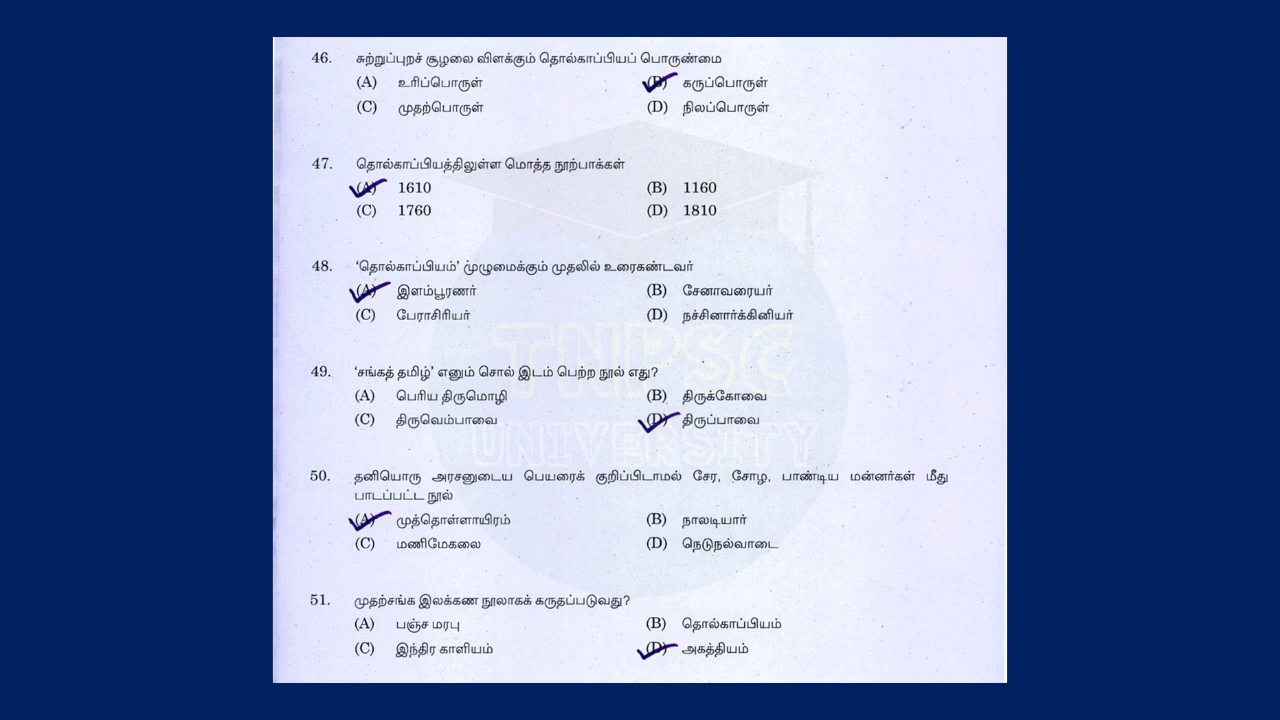 46. சுற்றுப்புறச் சூழலை விளக்கும் தொல்காப்பியப் பொருண்மை
(A) உரிப்பொருள் (B) கருப்பொருள்
(C) முதற்பொருள் (D) நிலப்பொருள்
47. தொல்காப்பியத்திலுள்ள மொத்த நூற்பாக்கள்
(A) 1610 (B) 1160
(C) 1760 (D) 1810
48. ‘தொல்காப்பியம்’ முழுமைக்கும் முதலில் உரைகண்டவர்
(A) இளம்பூரணர் (B) சேனாவரையர்
(C) பேராசிரியர் (D) நச்சினார்க்கினியர்
TNPSC
49. ‘சங்கத் தமிழ்’ எனும் சொல் இடம் பெற்ற நூல் எது?
(A) பெரிய திருமொழி (B) திருக்கோவை
(C) திருவெம்பாவை (D) திருப்பாவை
UNIVERSITY
50. தனியொரு அரசனுடைய பெயரைக் குறிப்பிடாமல் சேர, சோழ, பாண்டிய மன்னர்கள் மீது
பாடப்பட்ட நூல்
(A) முத்தொள்ளாயிரம் (B) நாலடியார்
(C) மணிமேகலை (D) நெடுநல்வாடை
51. முதற்சங்க இலக்கண நூலாகக் கருதப்படுவது?
(A) பஞ்ச மரபு (B) தொல்காப்பியம்
(C) இந்திர காளியம் (D) அகத்தியம்